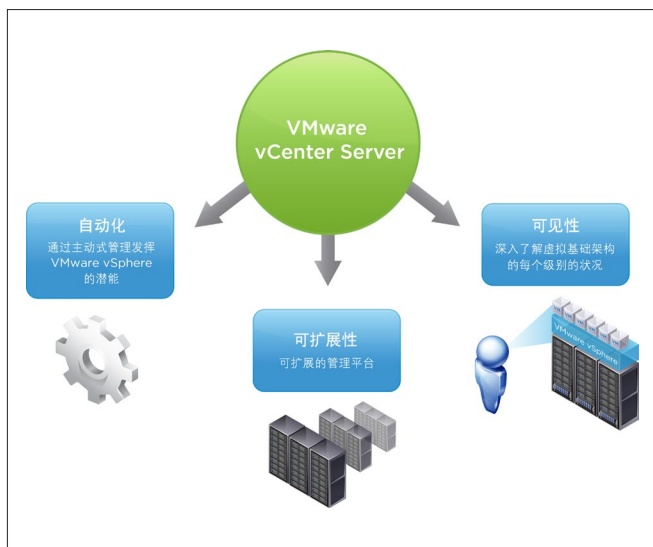 VMware
vCenter Server
自动化
通过主动式管理发挥
VMware vSphere
的潜能
可扩展性
可扩展的管理平台
可见性
深入了解虚拟基础架构
的每个级别的状况
VMware vSphere